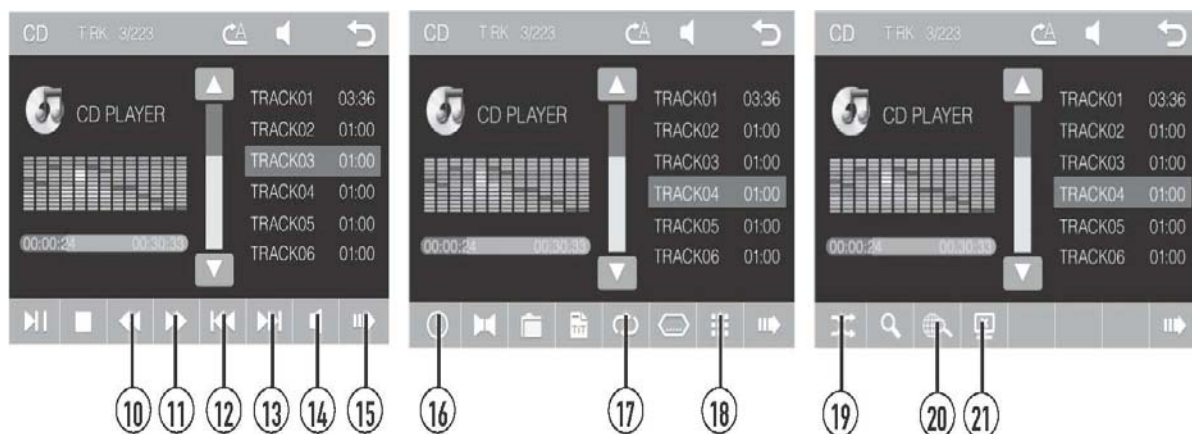 CD TRK 3/223 A
CD PLAYER
TRACK01 03:36
TRACK02 01:00
TRACK03 01:00
TRACK04 01:00
TRACK05 01:00
TRACK06 01:00
00:00:24 00:30:33
CD TRK 3/223 A
CD PLAYER
TRACK01 03:36
TRACK02 01:00
TRACK03 01:00
TRACK04 01:00
TRACK05 01:00
TRACK06 01:00
00:00:24 00:30:33
TXT
CD TRK 3/223 A
CD PLAYER
TRACK01 03:36
TRACK02 01:00
TRACK03 01:00
TRACK04 01:00
TRACK05 01:00
TRACK06 01:00
00:00:24 00:30:33
10 11 12 13 14 15 16 17 18 19 20 21